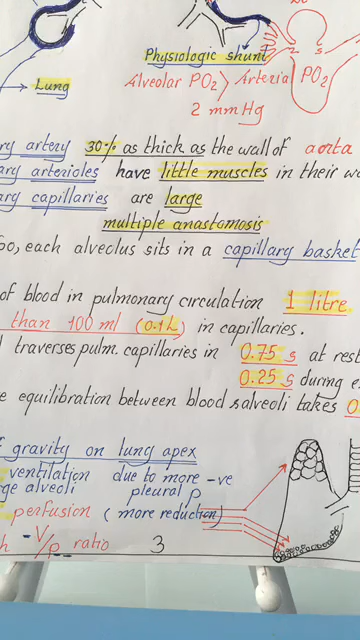 Physiologic shunt
Lung
Alveolar PO2 > Arterial PO2
2 mmHg
ry artery 30% as thick as the wall of aorta
ary arterioles have little muscles in their wa
ary capillaries are large
multiple anastomosis
So, each alveolus sits in a capillary basket
of blood in pulmonary circulation 1 litre
than 100 ml (0.1L) in capillaries.
traverses pulm. capillaries in 0.75 s at rest
0.25 s during e
e equilibration between blood & alveoli takes 0
f gravity on lung apex
ventilation due to more -ve
ge alveoli pleural p
perfusion (more reduction)
h - V/p ratio 3